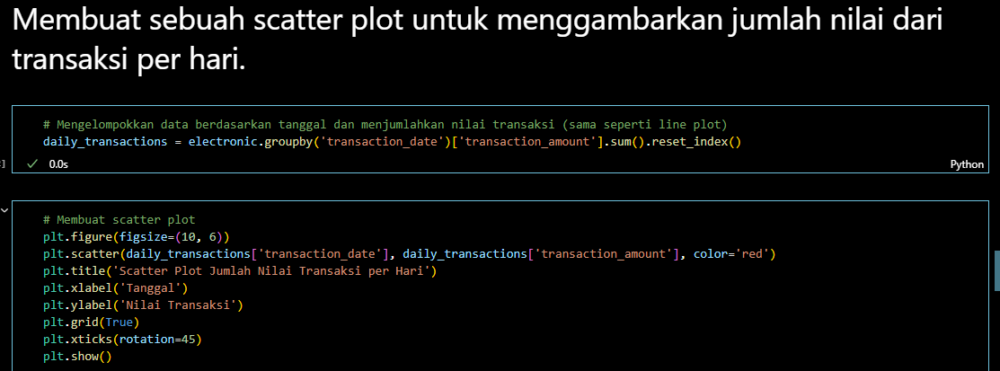 Membuat sebuah scatter plot untuk menggambarkan jumlah nilai dari
transaksi per hari.
# Mengelompokkan data berdasarkan tanggal dan menjumlahkan nilai transaksi (sama seperti line plot)
daily_transactions = electronic.groupby('transaction_date')['transaction_amount'].sum().reset_index()
] ✓ 0.0s Python
# Membuat scatter plot
plt.figure(figsize=(10, 6))
plt.scatter(daily_transactions['transaction_date'], daily_transactions['transaction_amount'], color='red')
plt.title('Scatter Plot Jumlah Nilai Transaksi per Hari')
plt.xlabel('Tanggal')
plt.ylabel('Nilai Transaksi')
plt.grid(True)
plt.xticks(rotation=45)
plt.show()